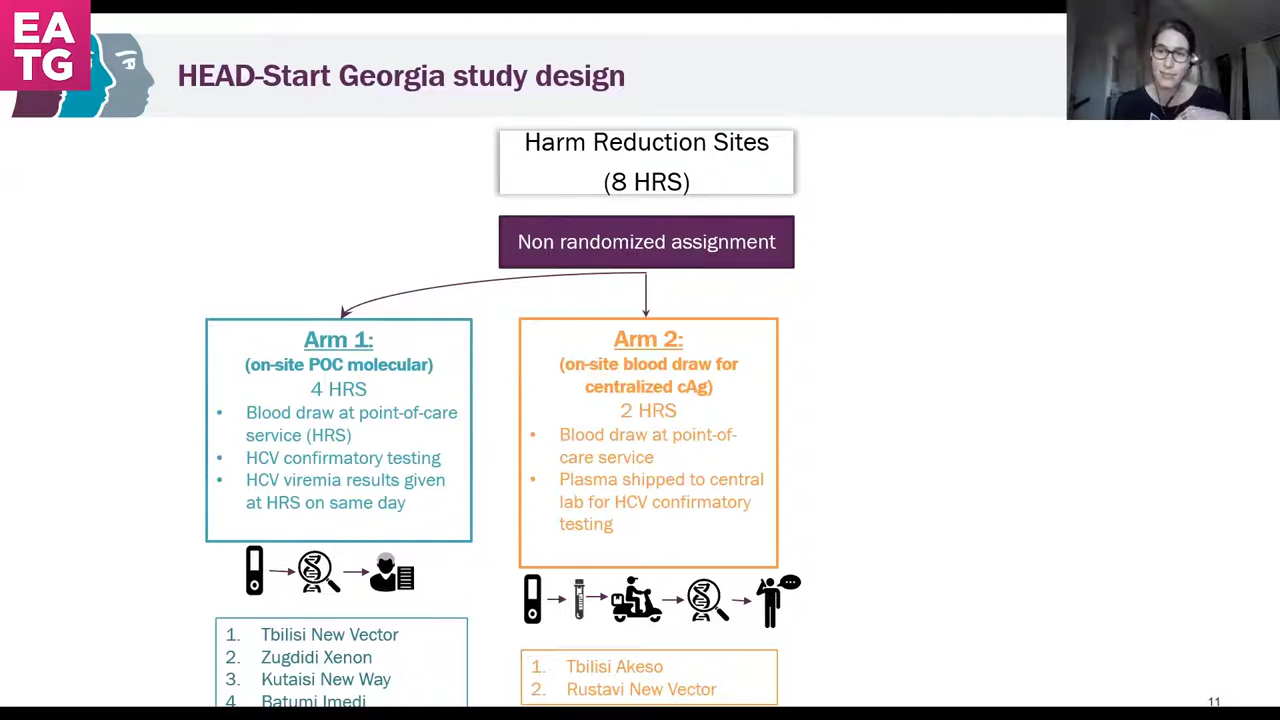 EA
TG
HEAD-Start Georgia study design
Harm Reduction Sites
(8 HRS)
Non randomized assignment
Arm 1:
(on-site POC molecular)
4 HRS
• Blood draw at point-of-care
service (HRS)
• HCV confirmatory testing
• HCV viremia results given
at HRS on same day
Arm 2:
(on-site blood draw for
centralized cAg)
2 HRS
• Blood draw at point-of-
care service
• Plasma shipped to central
lab for HCV confirmatory
testing
1. Tbilisi New Vector
2. Zugdidi Xenon
3. Kutaisi New Way
4. Batumi Imedi
1. Tbilisi Akeso
2. Rustavi New Vector
11